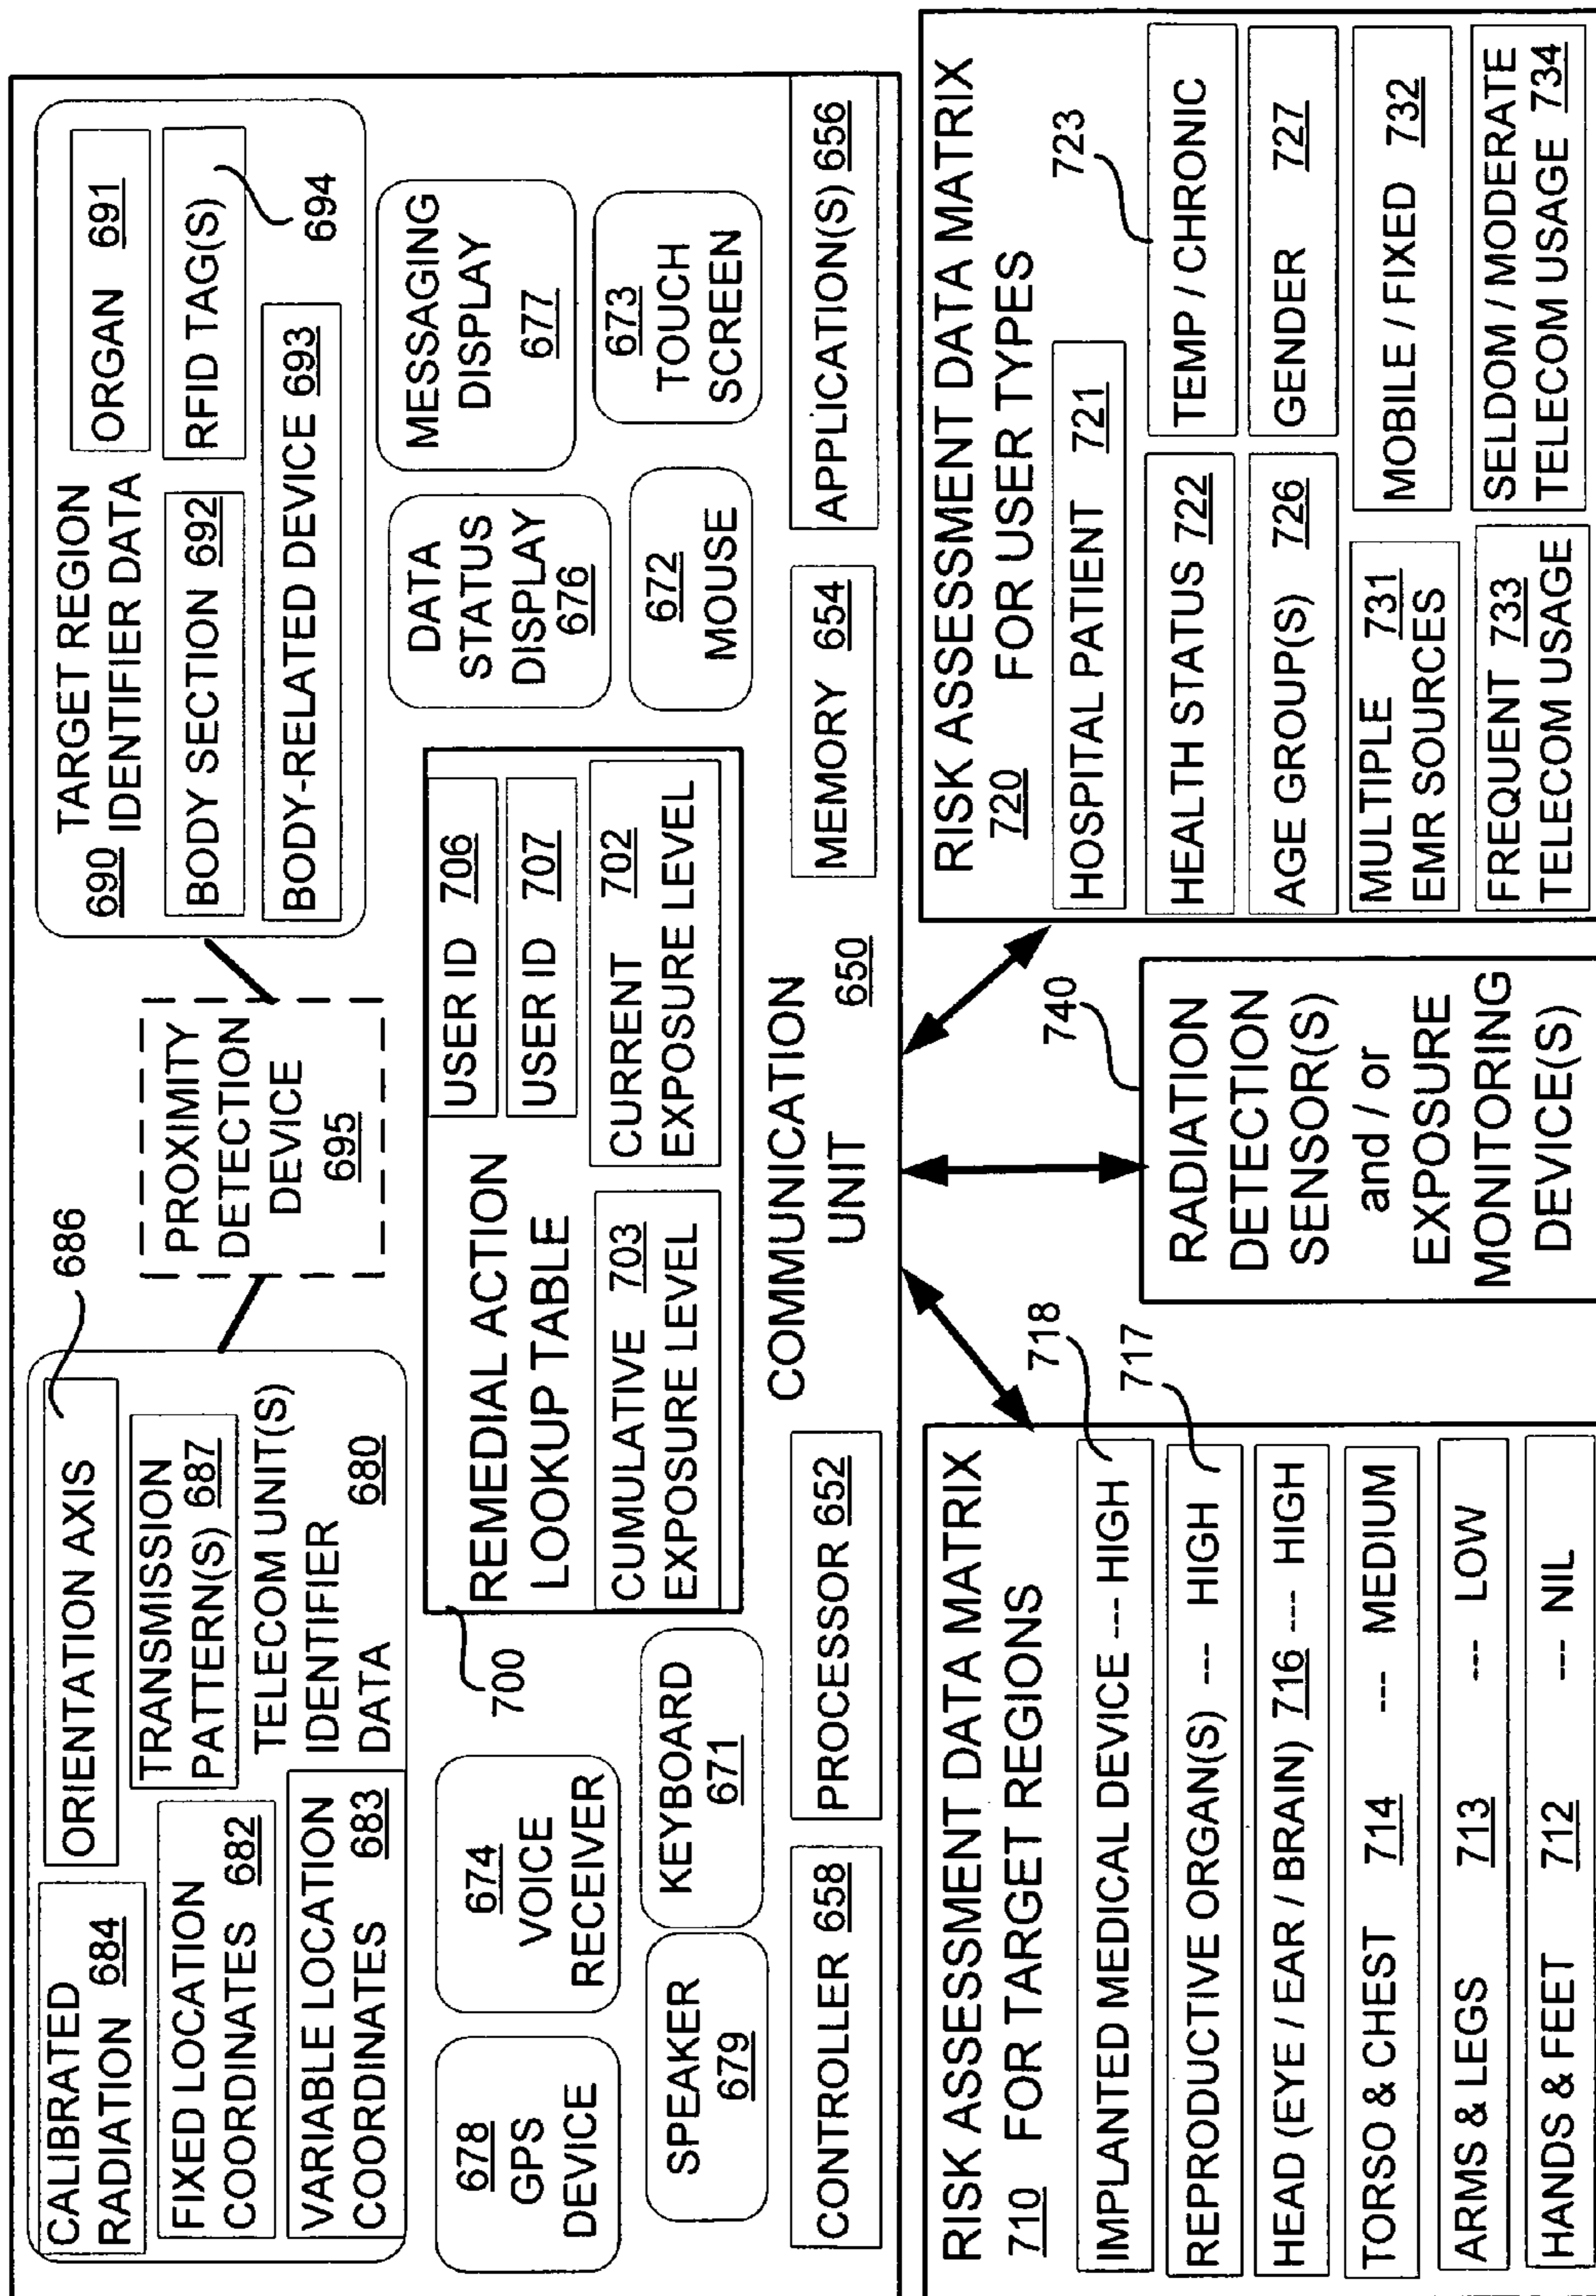 CALIBRATED
RADIATION 684
ORIENTATION AXIS
686
FIXED LOCATION
COORDINATES 682
TRANSMISSION
PATTERN(S) 687
VARIABLE LOCATION
COORDINATES 683
TELECOM UNIT(S)
IDENTIFIER
DATA 680
PROXIMITY
DETECTION
DEVICE
695
TARGET REGION
690 IDENTIFIER DATA
ORGAN 691
BODY SECTION 692
RFID TAG(S)
694
BODY-RELATED DEVICE 693
678
GPS
DEVICE
674
VOICE
RECEIVER
SPEAKER
679
KEYBOARD
671
700
REMEDIAL ACTION
LOOKUP TABLE
USER ID 706
USER ID 707
CUMULATIVE 703
EXPOSURE LEVEL
CURRENT 702
EXPOSURE LEVEL
DATA
STATUS
DISPLAY
676
MESSAGING
DISPLAY
677
672
MOUSE
673
TOUCH
SCREEN
CONTROLLER 658
PROCESSOR 652
COMMUNICATION
UNIT 650
MEMORY 654
APPLICATION(S) 656
RISK ASSESSMENT DATA MATRIX
710 FOR TARGET REGIONS
IMPLANTED MEDICAL DEVICE --- HIGH
718
REPRODUCTIVE ORGAN(S) --- HIGH
717
HEAD (EYE / EAR / BRAIN) 716 --- HIGH
TORSO & CHEST 714 --- MEDIUM
ARMS & LEGS 713 --- LOW
HANDS & FEET 712 --- NIL
740
RADIATION
DETECTION
SENSOR(S)
and / or
EXPOSURE
MONITORING
DEVICE(S)
RISK ASSESSMENT DATA MATRIX
720 FOR USER TYPES
HOSPITAL PATIENT 721
723
HEALTH STATUS 722
TEMP / CHRONIC
AGE GROUP(S) 726
GENDER 727
MULTIPLE 731
EMR SOURCES
MOBILE / FIXED 732
FREQUENT 733
TELECOM USAGE
SELDOM / MODERATE
TELECOM USAGE 734